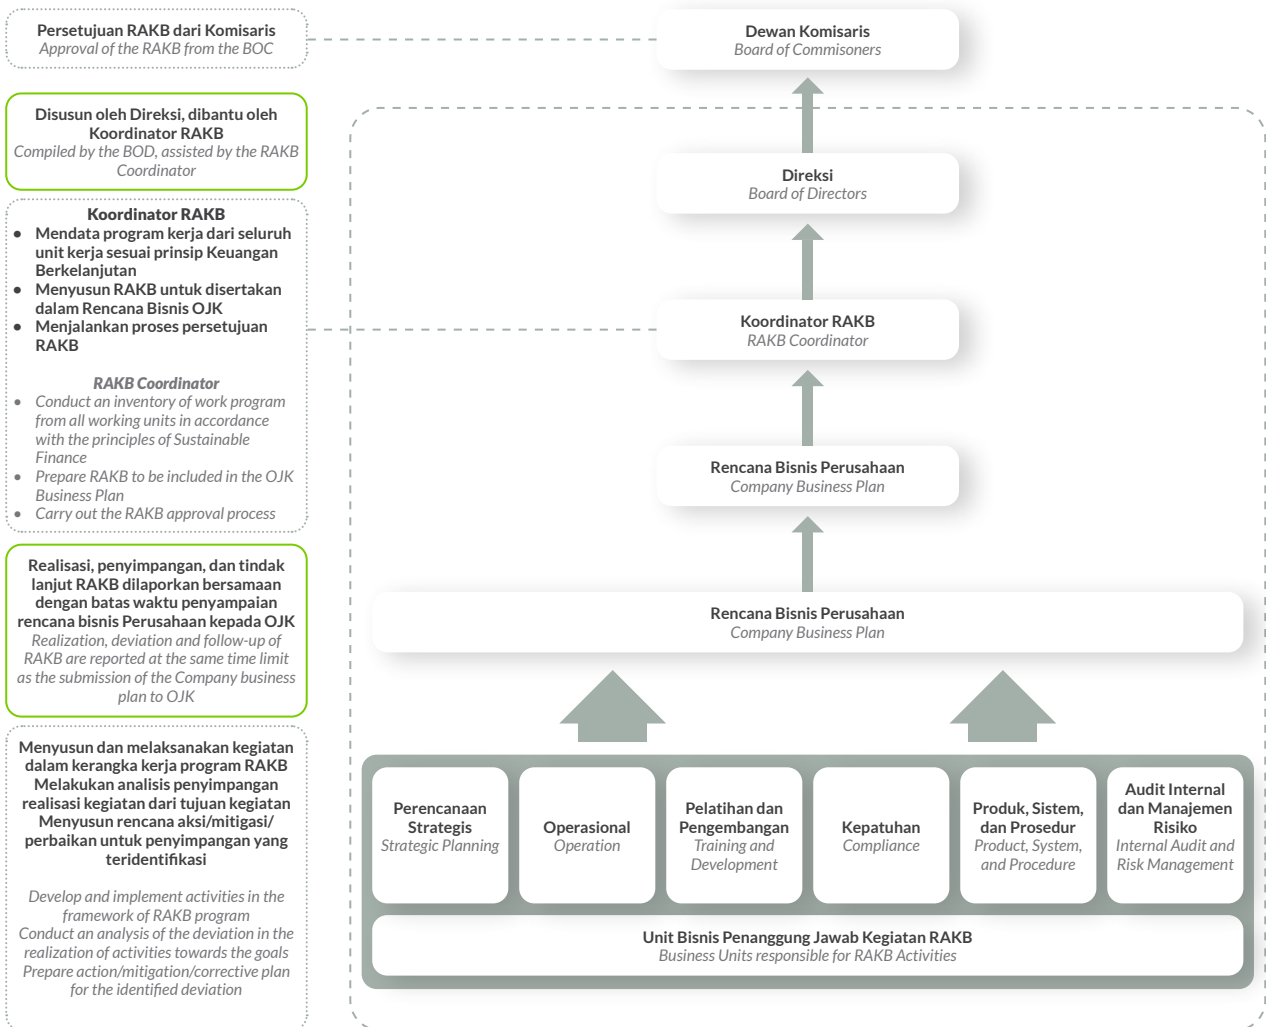 Persetujuan RAKB dari Komisaris
Approval of the RAKB from the BOC
Disusun oleh Direksi, dibantu oleh
Koordinator RAKB
Compiled by the BOD, assisted by the RAKB
Coordinator
Koordinator RAKB
● Mendata program kerja dari seluruh
unit kerja sesuai prinsip Keuangan
Berkelanjutan
● Menyusun RAKB untuk disertakan
dalam Rencana Bisnis OJK
● Menjalankan proses persetujuan
RAKB
RAKB Coordinator
• Conduct an inventory of work program
from all working units in accordance
with the principles of Sustainable
Finance
• Prepare RAKB to be included in the OJK
Business Plan
• Carry out the RAKB approval process
Realisasi, penyimpangan, dan tindak
lanjut RAKB dilaporkan bersamaan
dengan batas waktu penyampaian
rencana bisnis Perusahaan kepada OJK
Realization, deviation and follow-up of
RAKB are reported at the same time limit
as the submission of the Company business
plan to OJK
Menyusun dan melaksanakan kegiatan
dalam kerangka kerja program RAKB
Melakukan analisis penyimpangan
realisasi kegiatan dari tujuan kegiatan
Menyusun rencana aksi/mitigasi/
perbaikan untuk penyimpangan yang
teridentifikasi
Develop and implement activities in the
framework of RAKB program
Conduct an analysis of the deviation in the
realization of activities towards the goals
Prepare action/mitigation/corrective plan
for the identified deviation
Dewan Komisaris
Board of Commisoners
Direksi
Board of Directors
Koordinator RAKB
RAKB Coordinator
Rencana Bisnis Perusahaan
Company Business Plan
Rencana Bisnis Perusahaan
Company Business Plan
Perencanaan
Strategis
Strategic Planning
Operasional
Operation
Pelatihan dan
Pengembangan
Training and
Development
Kepatuhan
Compliance
Produk, Sistem,
dan Prosedur
Product, System,
and Procedure
Audit Internal
dan Manajemen
Risiko
Internal Audit and
Risk Management
Unit Bisnis Penanggung Jawab Kegiatan RAKB
Business Units responsible for RAKB Activities